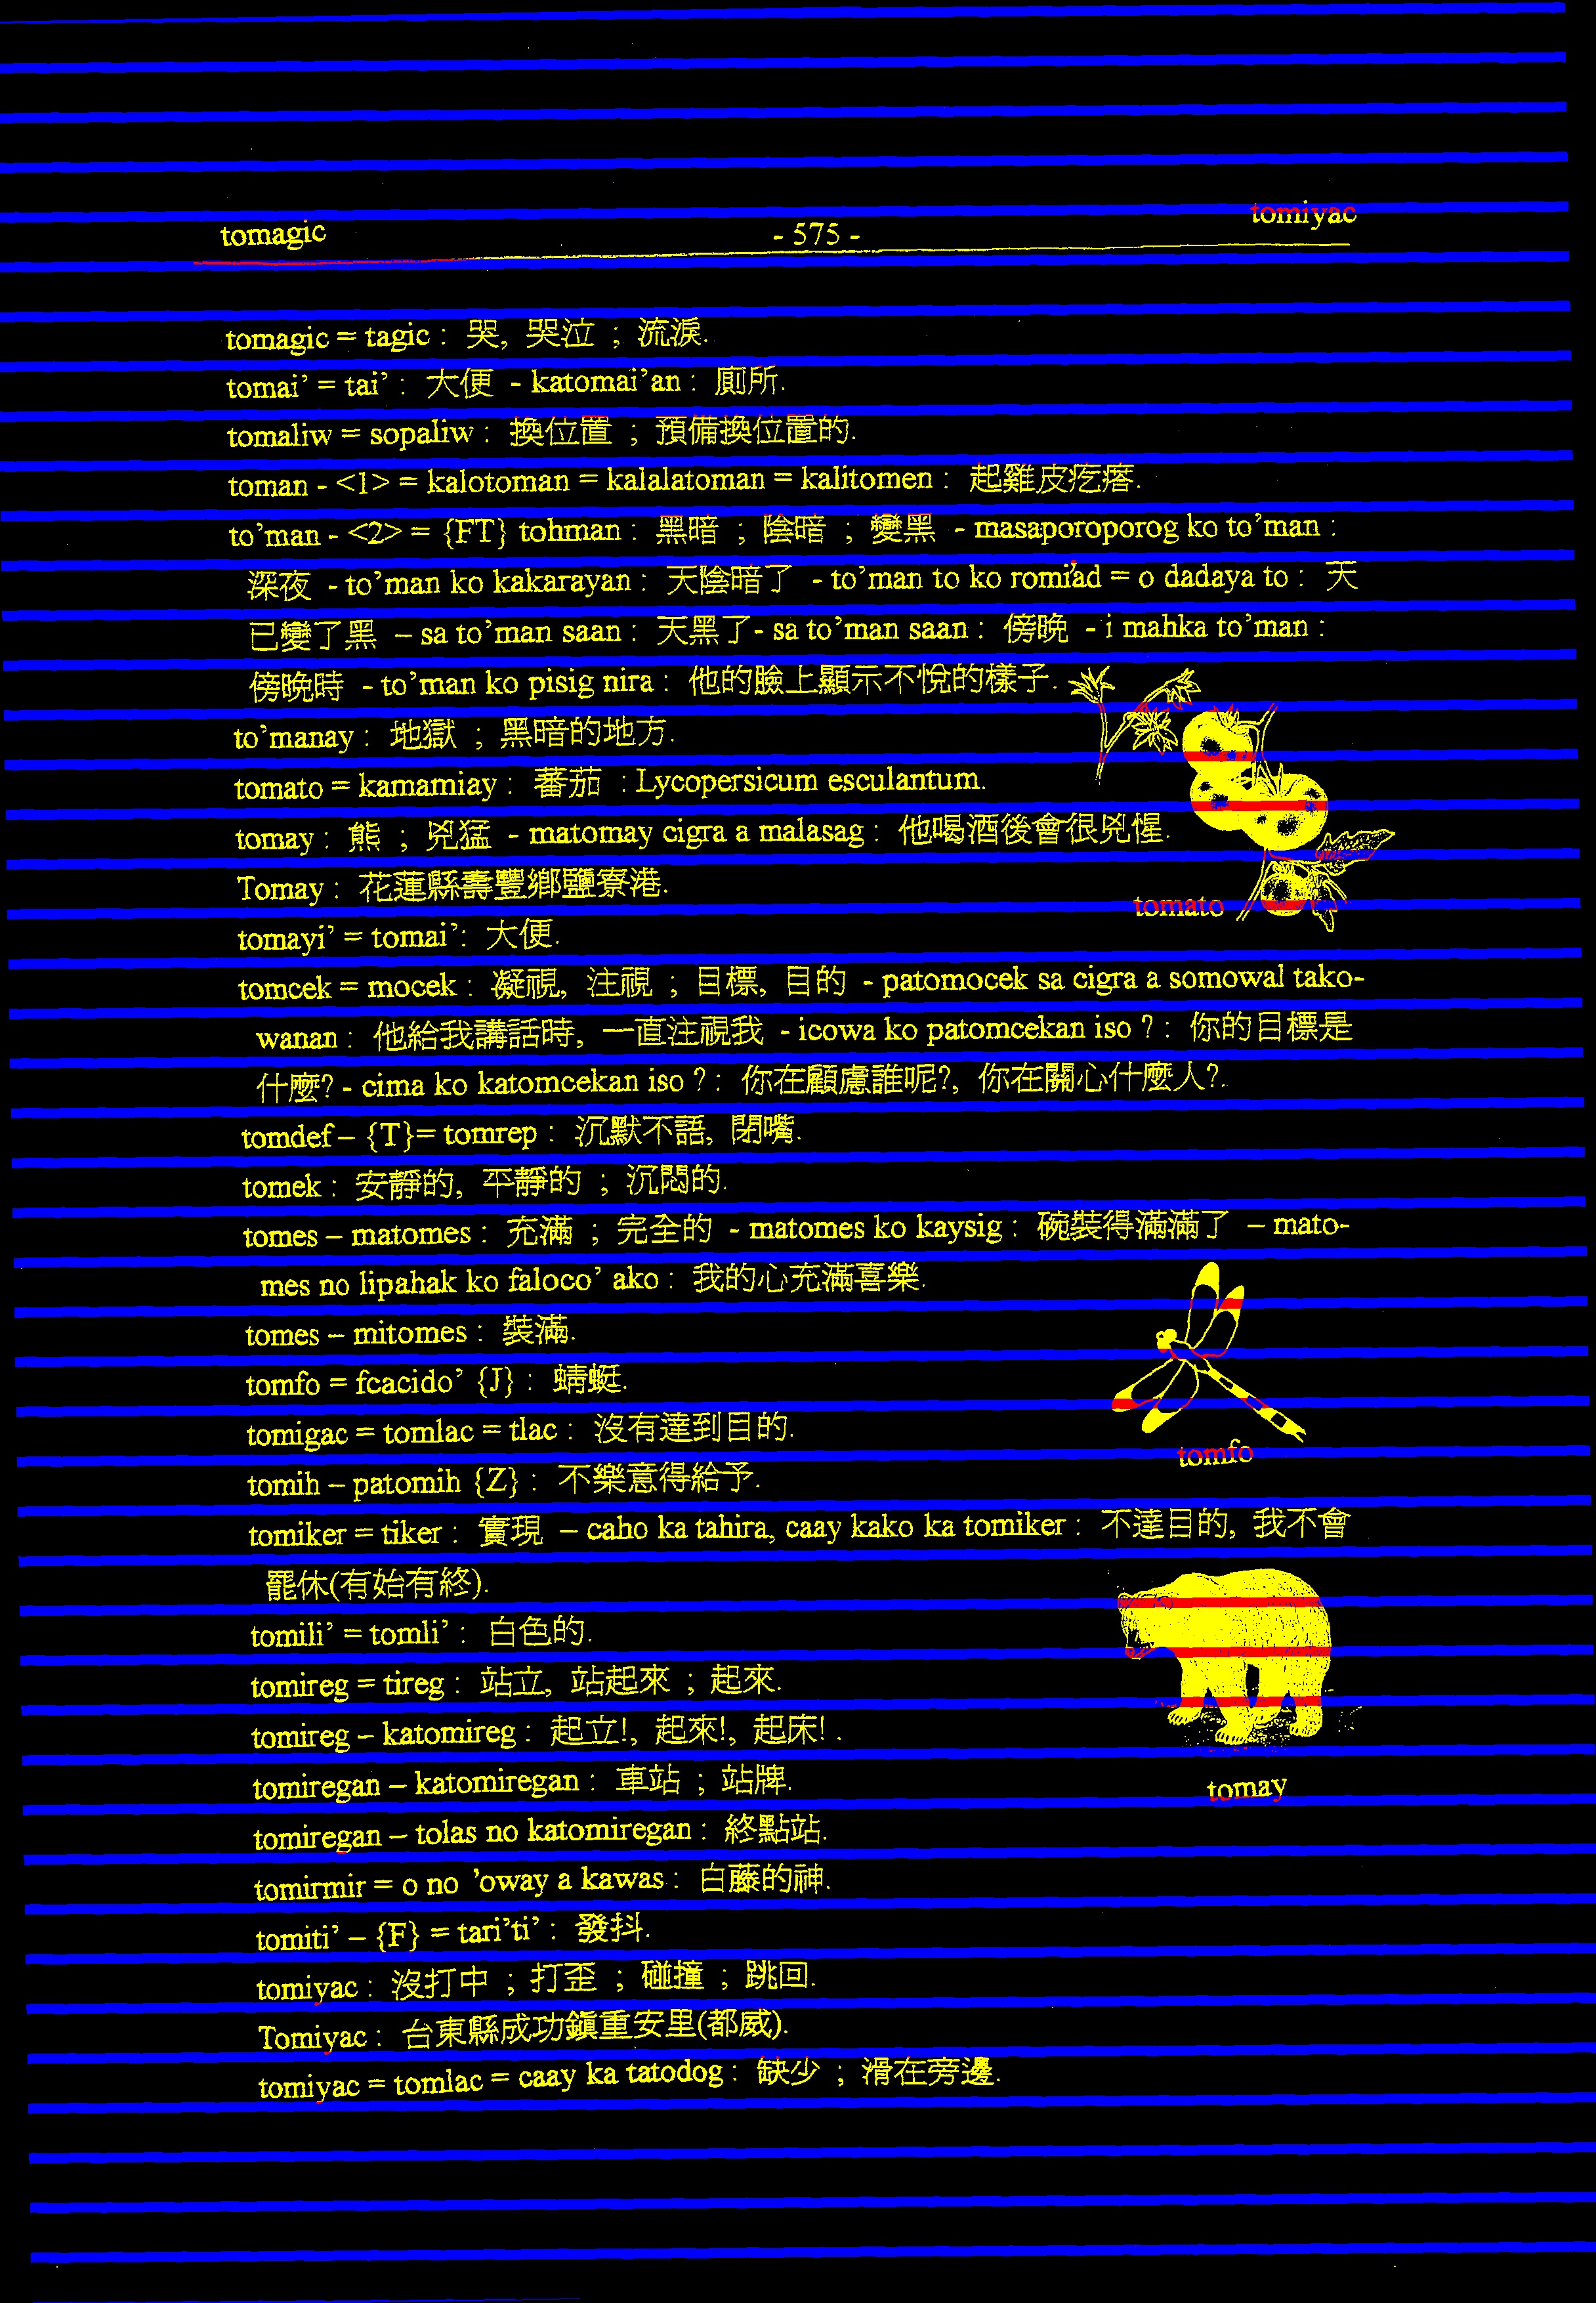 tomagic - 575 - tomiyac
tomagic = tagic : 哭, 哭泣 ; 流淚.
tomai’ = tai’ : 大便 - katomai’an : 廁所.
tomaliw = sopaliw : 換位置 ; 預備換位置的.
toman - <1> = kalotoman = kalalatoman = kalitomen : 起雞皮疙瘩.
to’man - <2> = {FT} tohman : 黑暗 ; 陰暗 ; 變黑 - masaporoporog ko to’man :
深夜 - to’man ko kakarayan : 天陰暗了 - to’man to ko romi’ad = o dadaya to : 天
已變了黑 – sa to’man saan : 天黑了- sa to’man saan : 傍晚 - i mahka to’man :
傍晚時 - to’man ko pisig nira : 他的臉上顯示不悅的樣子.
to’manay : 地獄 ; 黑暗的地方.
tomato = kamamiay : 蕃茄 : Lycopersicum esculantum.
tomay : 熊 ; 兇猛 - matomay cigra a malasag : 他喝酒後會很兇惺.
Tomay : 花蓮縣壽豐鄉鹽寮港.
tomato
tomayi’ = tomai’: 大便.
tomcek = mocek : 凝視, 注視 ; 目標, 目的 - patomocek sa cigra a somowal tako-
wanan : 他給我講話時, 一直注視我 - icowa ko patomcekan iso ? : 你的目標是
什麼? - cima ko katomcekan iso ? : 你在顧慮誰呢?, 你在關心什麼人?.
tomdef – {T}= tomrep : 沉默不語, 閉嘴.
tomek : 安靜的, 平靜的 ; 沉悶的.
tomes – matomes : 充滿 ; 完全的 - matomes ko kaysig : 碗裝得滿滿了 – mato-
mes no lipahak ko faloco’ ako : 我的心充滿喜樂.
tomes – mitomes : 裝滿.
tomfo = fcacido’ {J} : 蜻蜓.
tomigac = tomlac = tlac : 沒有達到目的.
tomfo
tomih – patomih {Z} : 不樂意得給予.
tomiker = tiker : 實現 – caho ka tahira, caay kako ka tomiker : 不達目的, 我不會
罷休(有始有終).
tomili’ = tomli’ : 白色的.
tomireg = tireg : 站立, 站起來 ; 起來.
tomireg – katomireg : 起立!, 起來!, 起床! .
tomiregan – katomiregan : 車站 ; 站牌.
tomay
tomiregan – tolas no katomiregan : 終點站.
tomirmir = o no ’oway a kawas : 白藤的神.
tomiti’ – {F} = tari’ti’ : 發抖.
tomiyac : 沒打中 ; 打歪 ; 碰撞 ; 跳回.
Tomiyac : 台東縣成功鎮重安里(都威).
tomiyac = tomlac = caay ka tatodog : 缺少 ; 滑在旁邊.